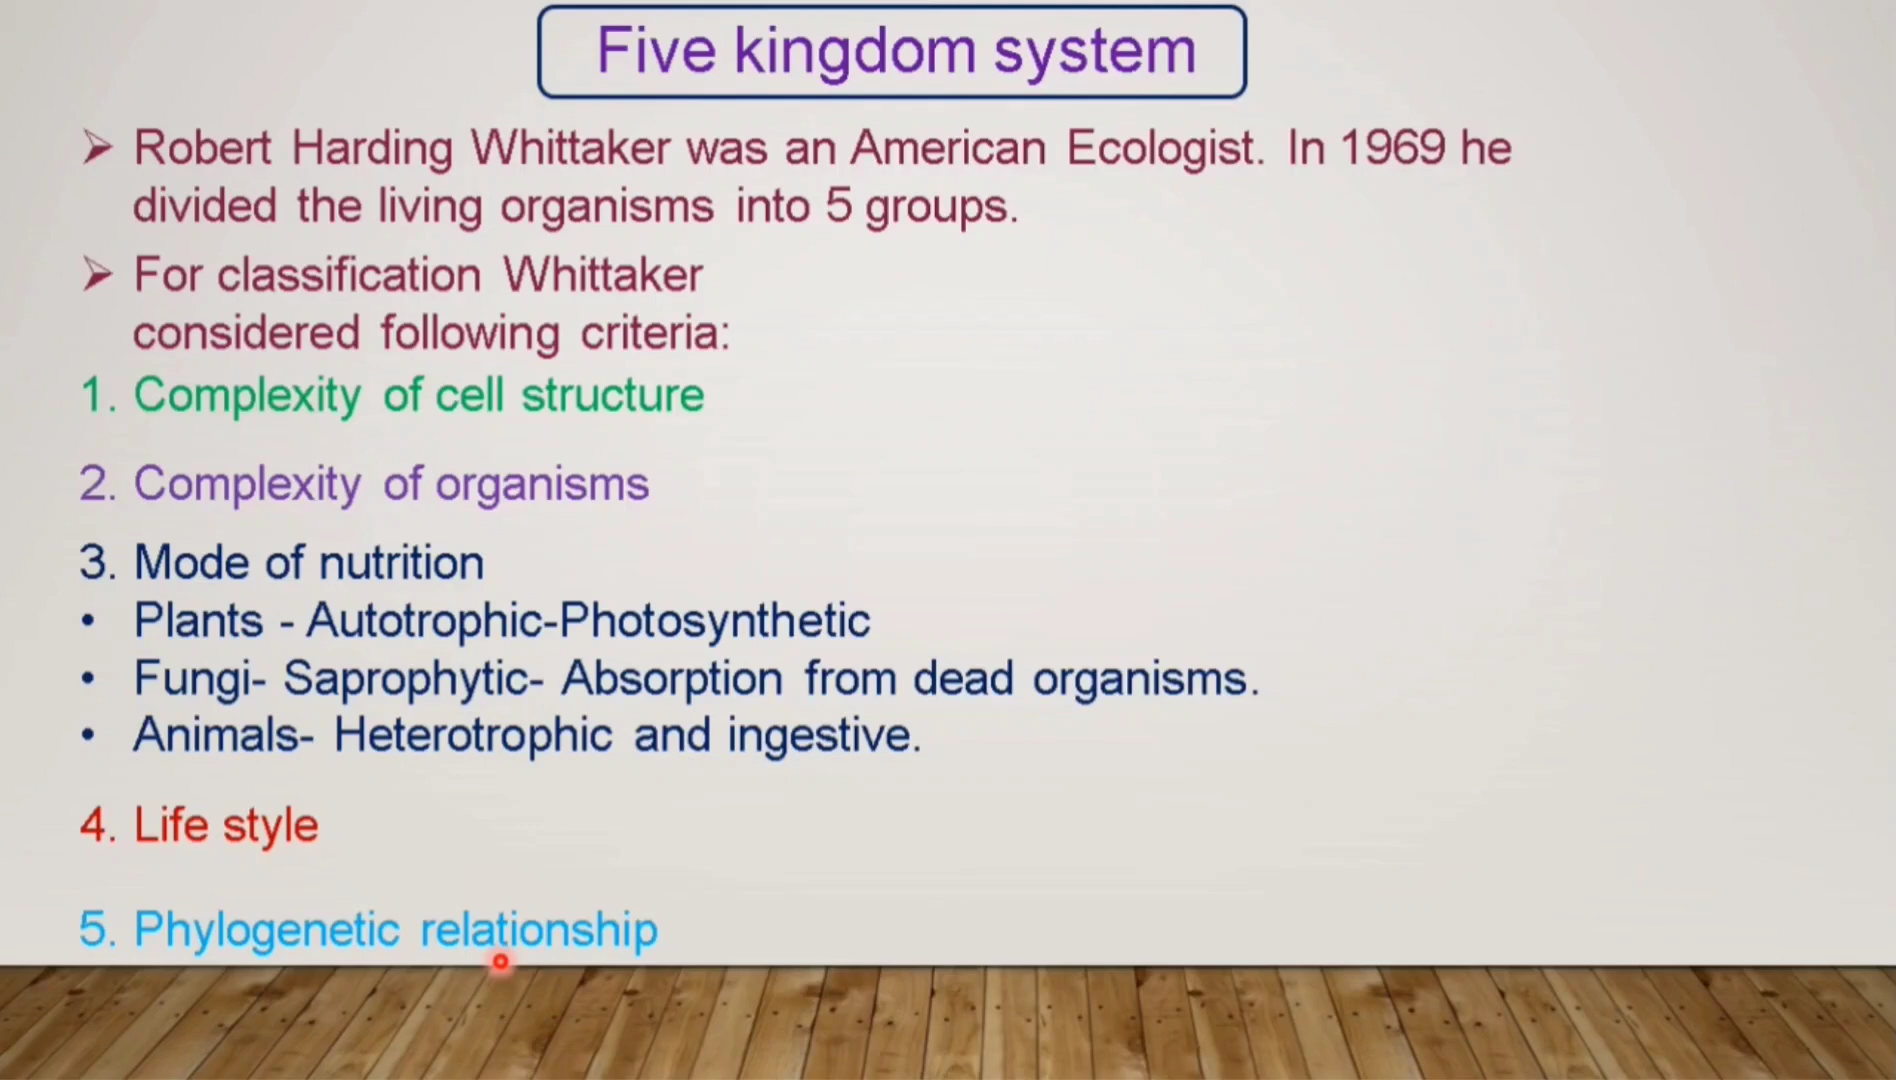 Five kingdom system
➢ Robert Harding Whittaker was an American Ecologist. In 1969 he
divided the living organisms into 5 groups.
➢ For classification Whittaker
considered following criteria:
1. Complexity of cell structure
2. Complexity of organisms
3. Mode of nutrition
• Plants - Autotrophic-Photosynthetic
• Fungi- Saprophytic- Absorption from dead organisms.
• Animals- Heterotrophic and ingestive.
4. Life style
5. Phylogenetic relationship